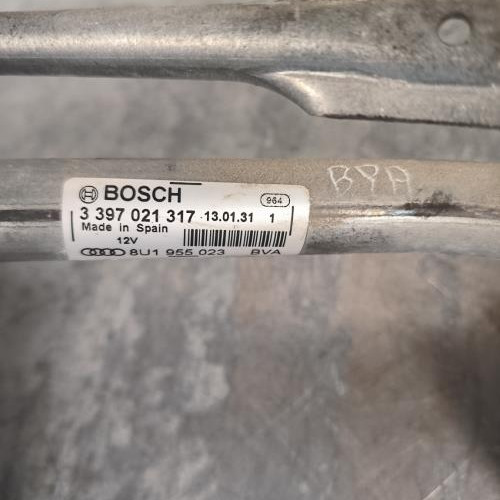 BOSCH
964
3 397 021 317 13.01.31 1
Made in Spain
12V
8U1 955 023 BVA
BYA